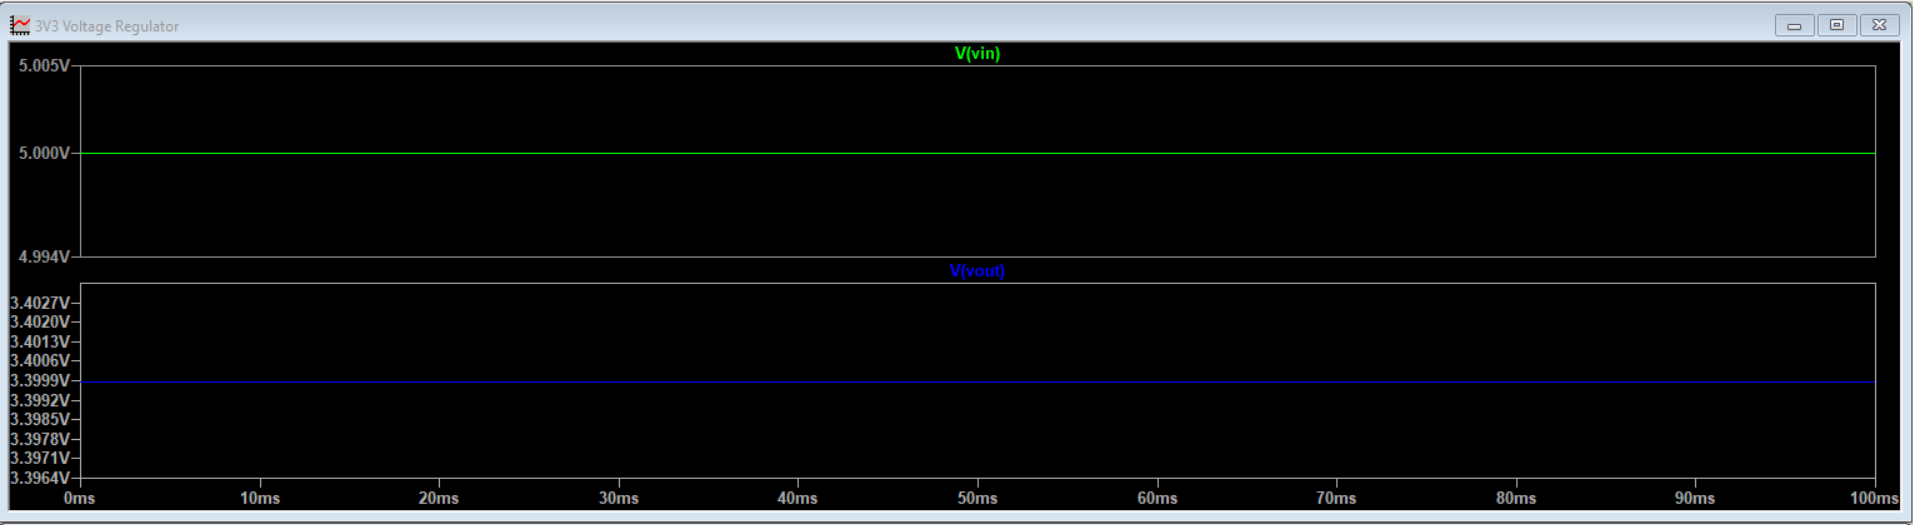 3V3 Voltage Regulator
V(vin)
5.005V
5.000V
4.994V
V(vout)
3.4027V
3.4020V
3.4013V
3.4006V
3.3999V
3.3992V
3.3985V
3.3978V
3.3971V
3.3964V
0ms 10ms 20ms 30ms 40ms 50ms 60ms 70ms 80ms 90ms 100ms